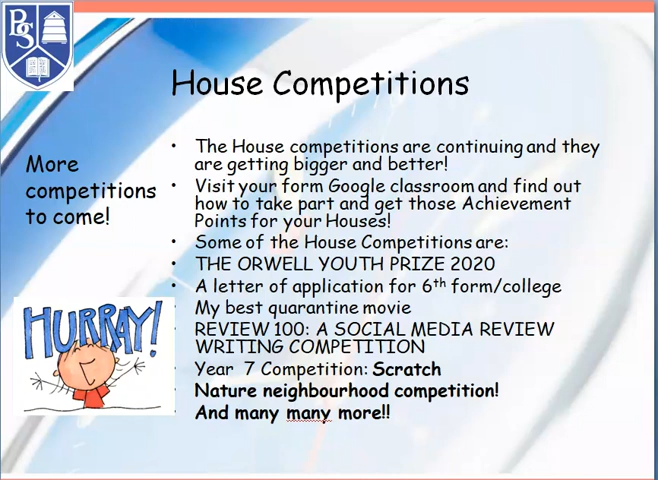 PS
House Competitions
More
competitions
to come!
HURRAY!
• The House competitions are continuing and they
are getting bigger and better!
• Visit your form Google classroom and find out
how to take part and get those Achievement
Points for your Houses!
• Some of the House Competitions are:
• THE ORWELL YOUTH PRIZE 2020
• A letter of application for 6th form/college
• My best quarantine movie
• REVIEW 100: A SOCIAL MEDIA REVIEW
WRITING COMPETITION
• Year 7 Competition: Scratch
• Nature neighbourhood competition!
• And many many more!!